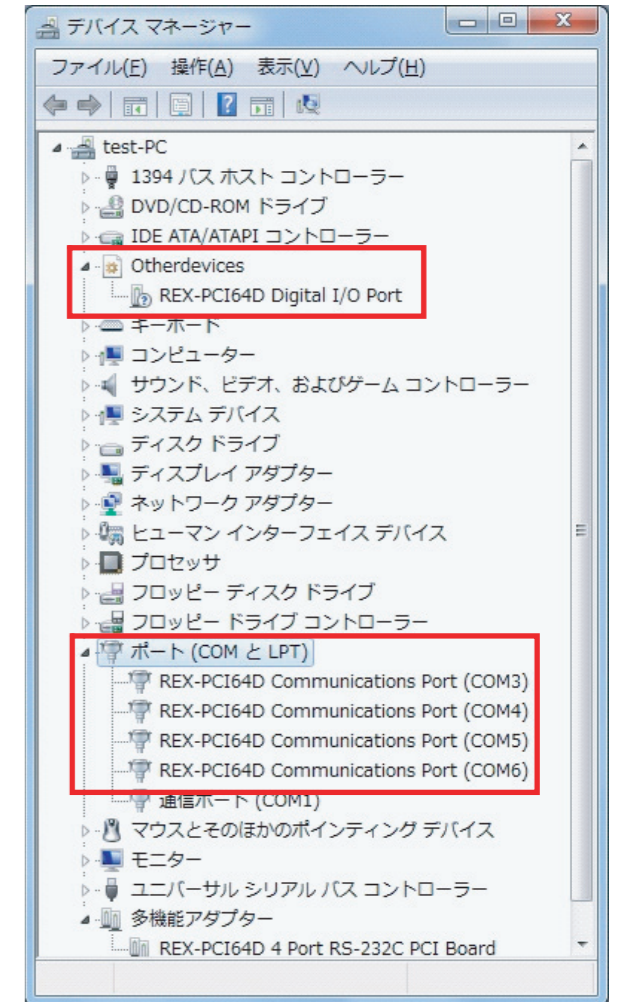 デバイス マネージャー
ファイル(F) 操作(A) 表示(V) ヘルプ(H)
test-PC
1394 バス ホスト コントローラー
DVD/CD-ROM ドライブ
IDE ATA/ATAPI コントローラー
Otherdevices
REX-PCI64D Digital I/O Port
キーボード
コンピューター
サウンド、ビデオ、およびゲーム コントローラー
システム デバイス
ディスク ドライブ
ディスプレイ アダプター
ネットワーク アダプター
ヒューマン インターフェイス デバイス
プロセッサ
フロッピー ディスク ドライブ
フロッピー ドライブ コントローラー
ポート (COM と LPT)
REX-PCI64D Communications Port (COM3)
REX-PCI64D Communications Port (COM4)
REX-PCI64D Communications Port (COM5)
REX-PCI64D Communications Port (COM6)
通信ポート (COM1)
マウスとそのほかのポインティング デバイス
モニター
ユニバーサル シリアル バス コントローラー
多機能アダプター
REX-PCI64D 4 Port RS-232C PCI Board